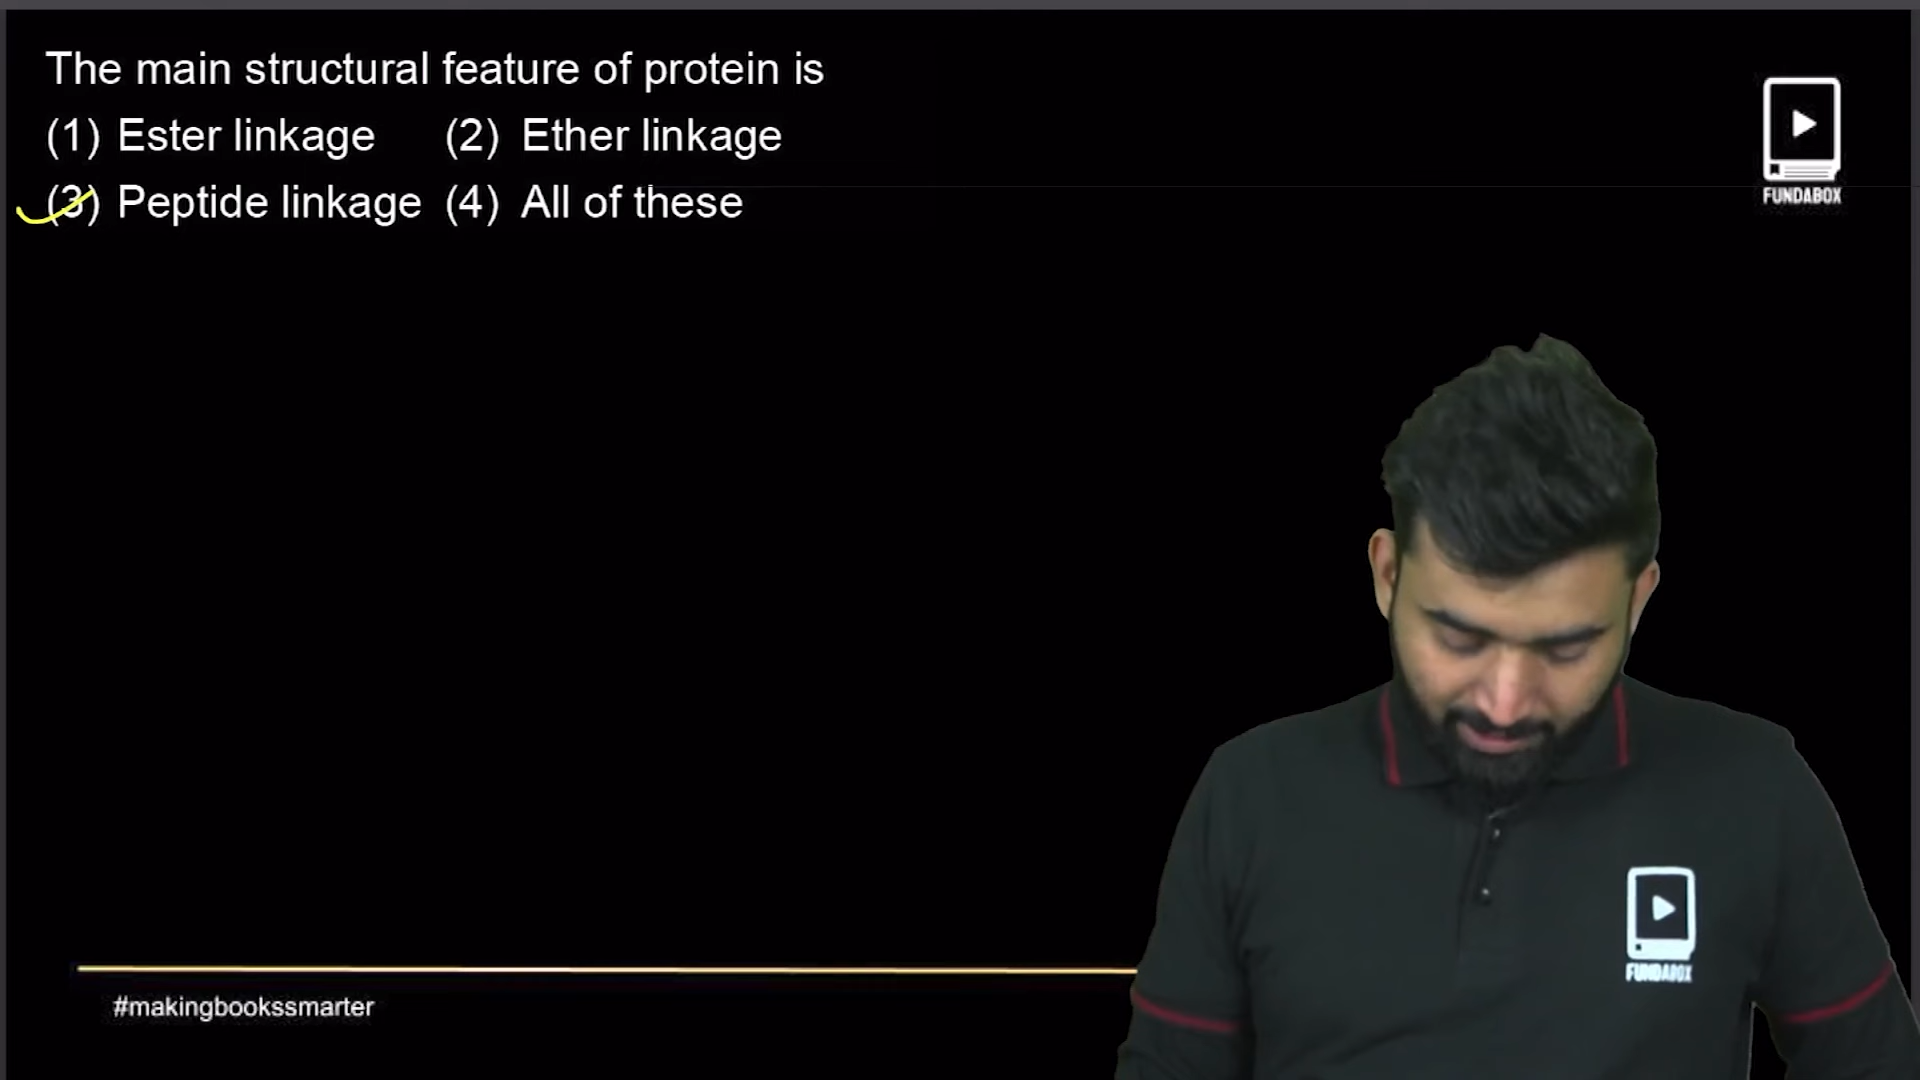 The main structural feature of protein is
(1) Ester linkage (2) Ether linkage
(3) Peptide linkage (4) All of these
FUNDABOX
FUNDABOX
#makingbookssmarter